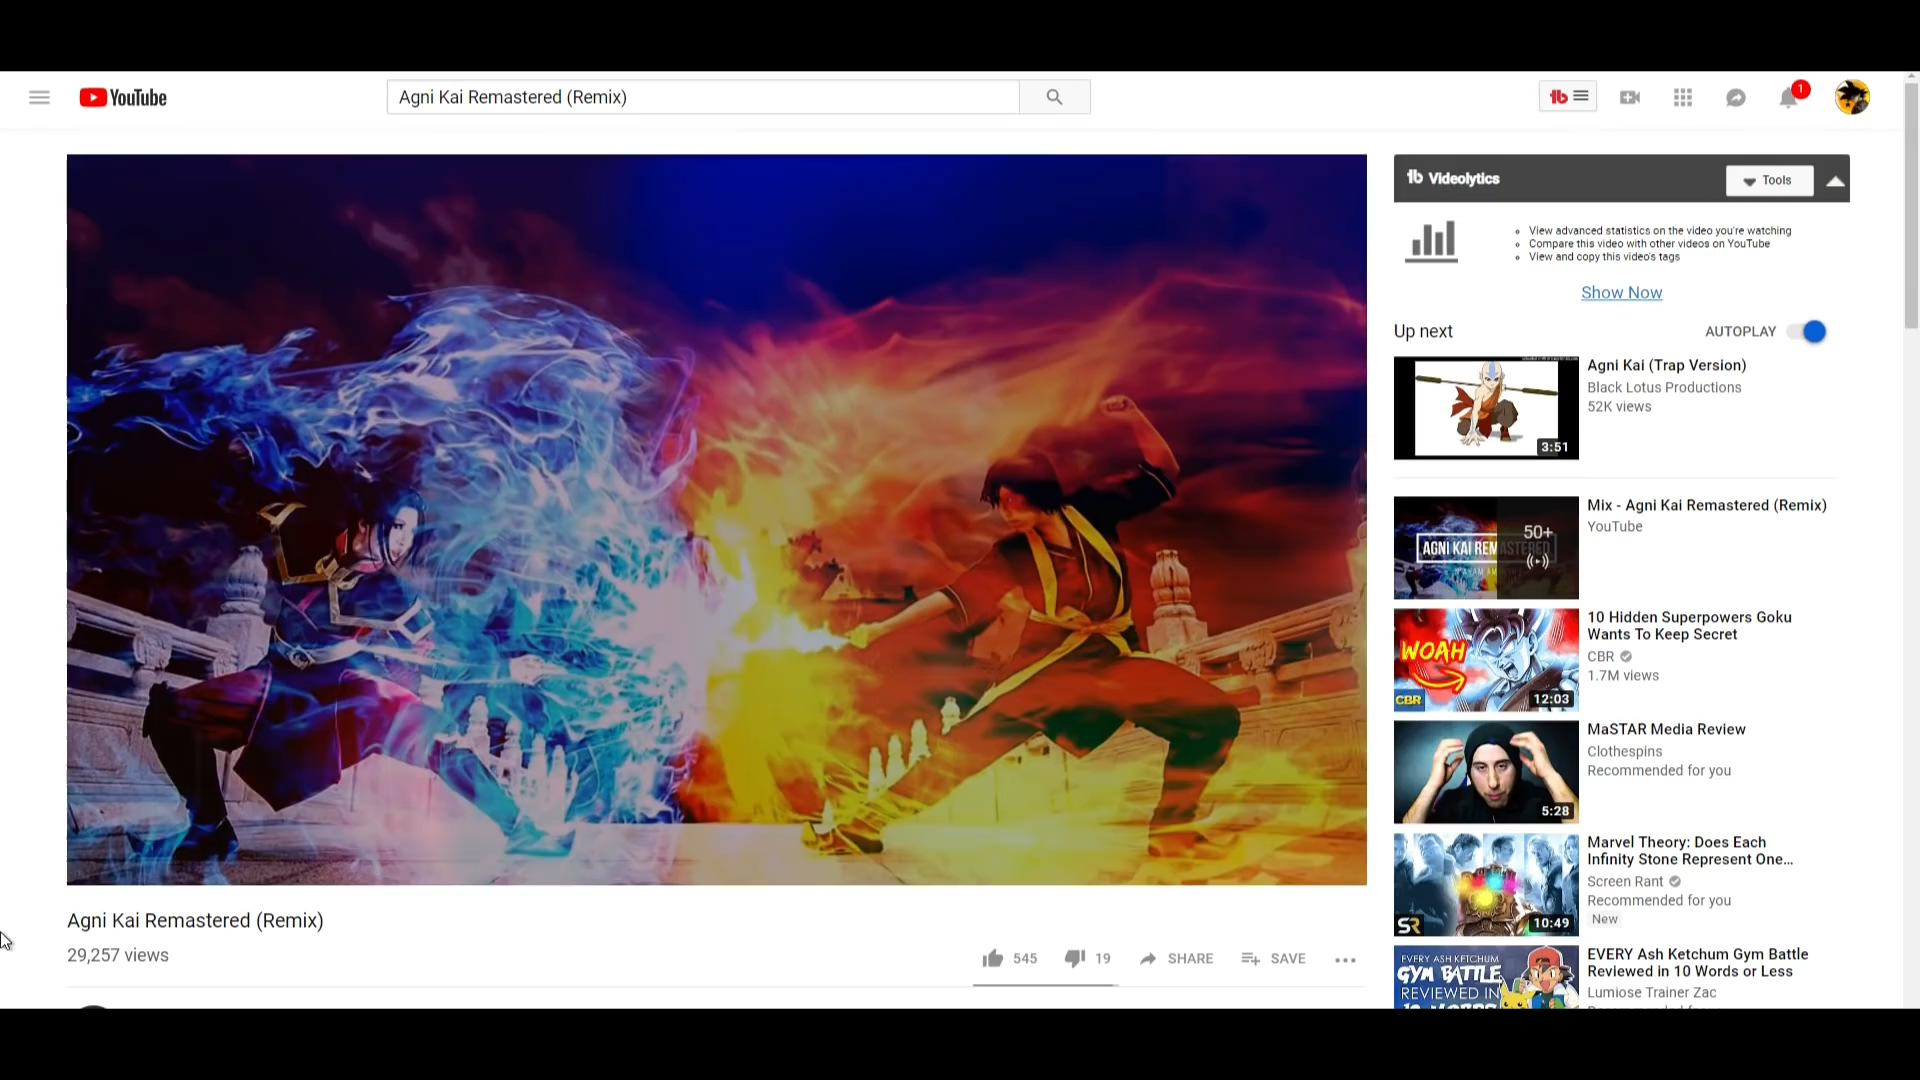 YouTube
Agni Kai Remastered (Remix)
1
Videolytics
Tools
View advanced statistics on the video you're watching
Compare this video with other videos on YouTube
View and copy this video's tags
Show Now
Up next
AUTOPLAY
3:51
Agni Kai (Trap Version)
Black Lotus Productions
52K views
AGNI KAI REMASTERED
50+
Mix - Agni Kai Remastered (Remix)
YouTube
WOAH
CBR
12:03
10 Hidden Superpowers Goku
Wants To Keep Secret
CBR
1.7M views
5:28
MaSTAR Media Review
Clothespins
Recommended for you
SR
10:49
Marvel Theory: Does Each
Infinity Stone Represent One...
Screen Rant
Recommended for you
New
EVERY ASH KETCHUM
GYM BATTLE
REVIEWED IN
EVERY Ash Ketchum Gym Battle
Reviewed in 10 Words or Less
Lumiose Trainer Zac
Agni Kai Remastered (Remix)
29,257 views
545
19
SHARE
SAVE